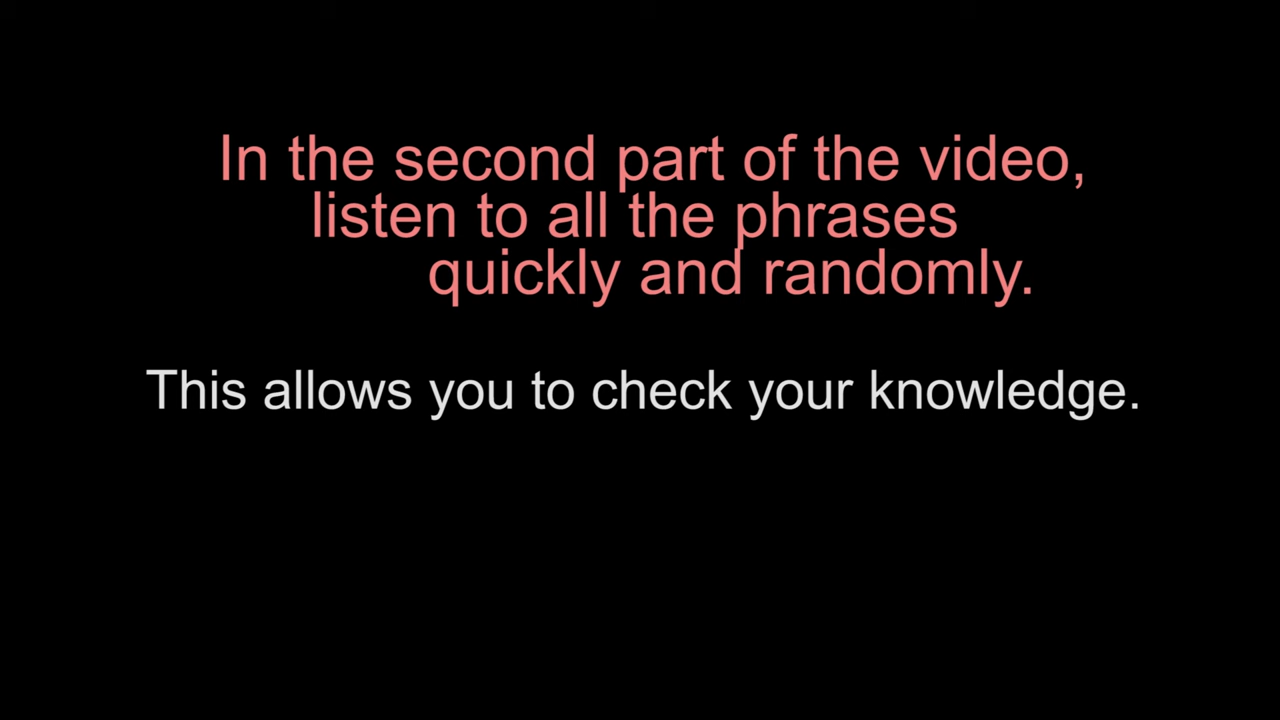 In the second part of the video,
listen to all the phrases
quickly and randomly.
This allows you to check your knowledge.